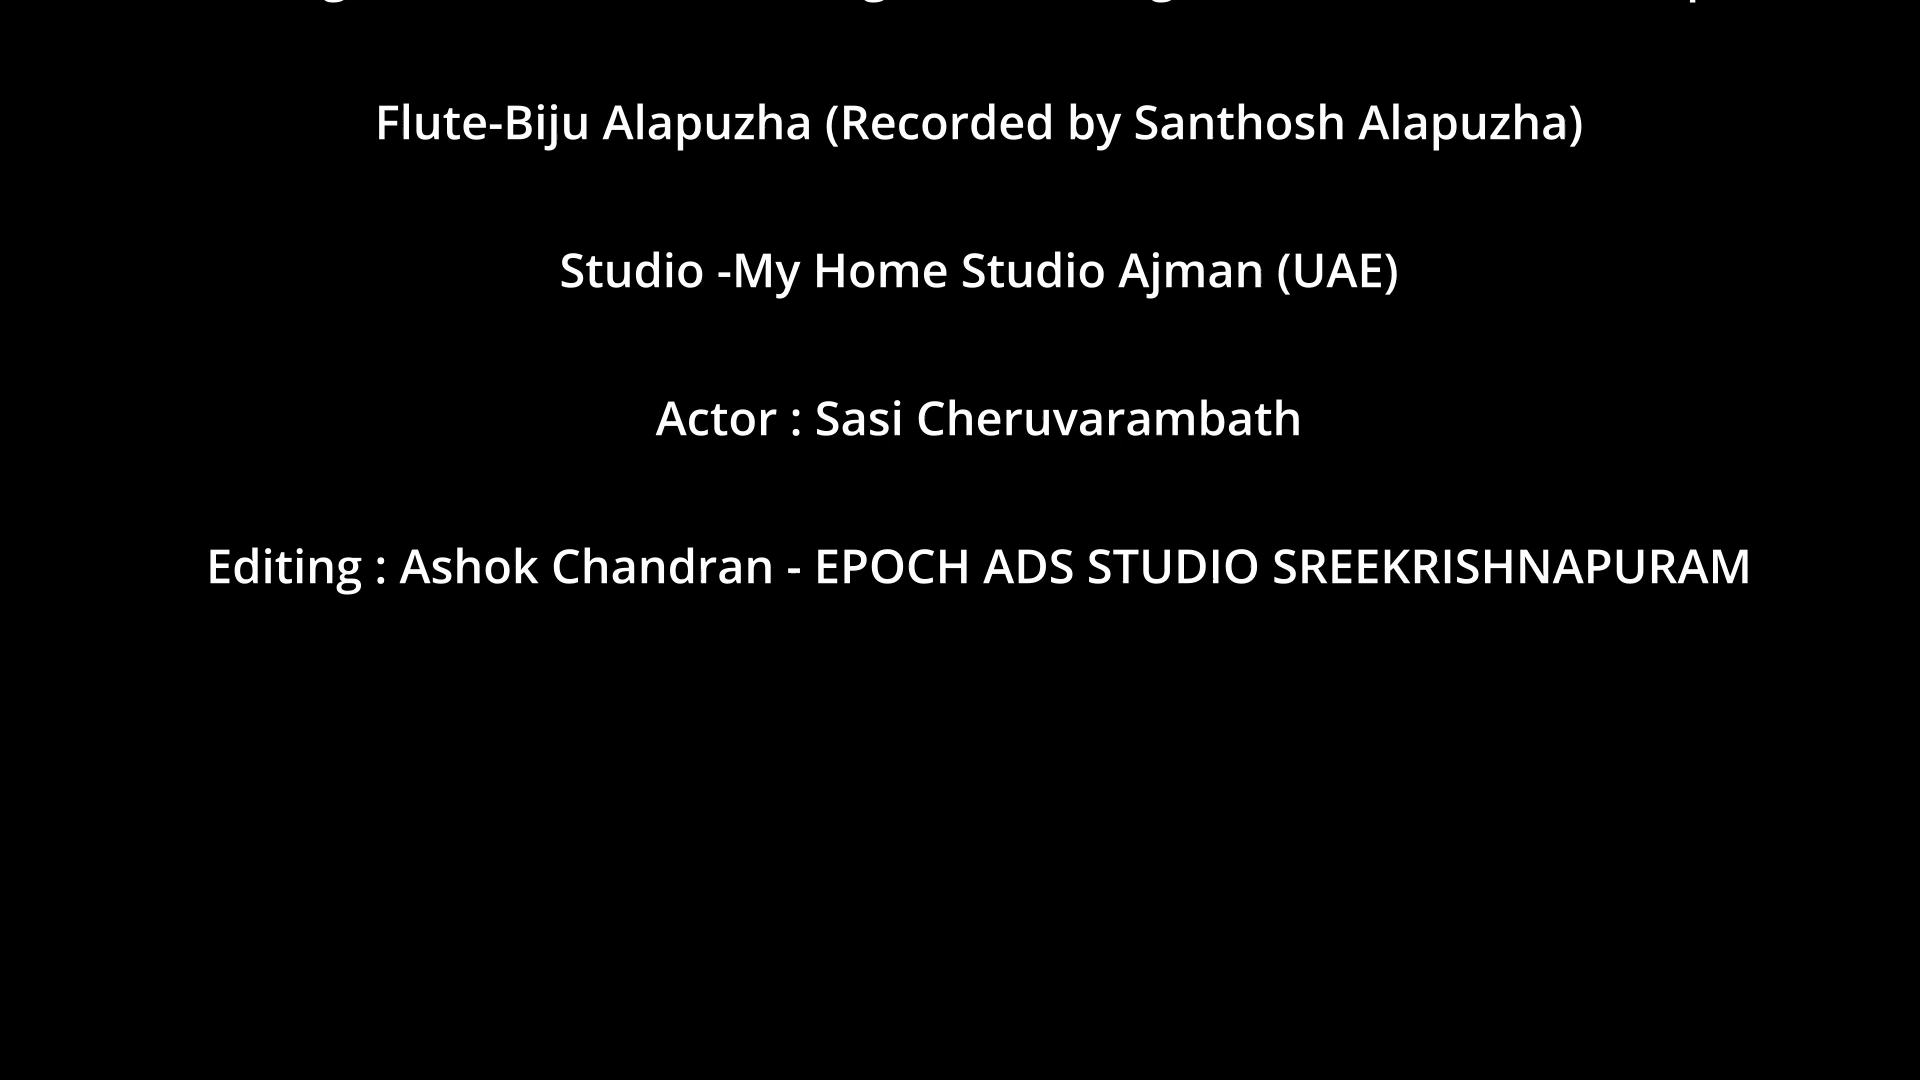 Flute-Biju Alapuzha (Recorded by Santhosh Alapuzha)
Studio -My Home Studio Ajman (UAE)
Actor : Sasi Cheruvarambath
Editing : Ashok Chandran - EPOCH ADS STUDIO SREEKRISHNAPURAM